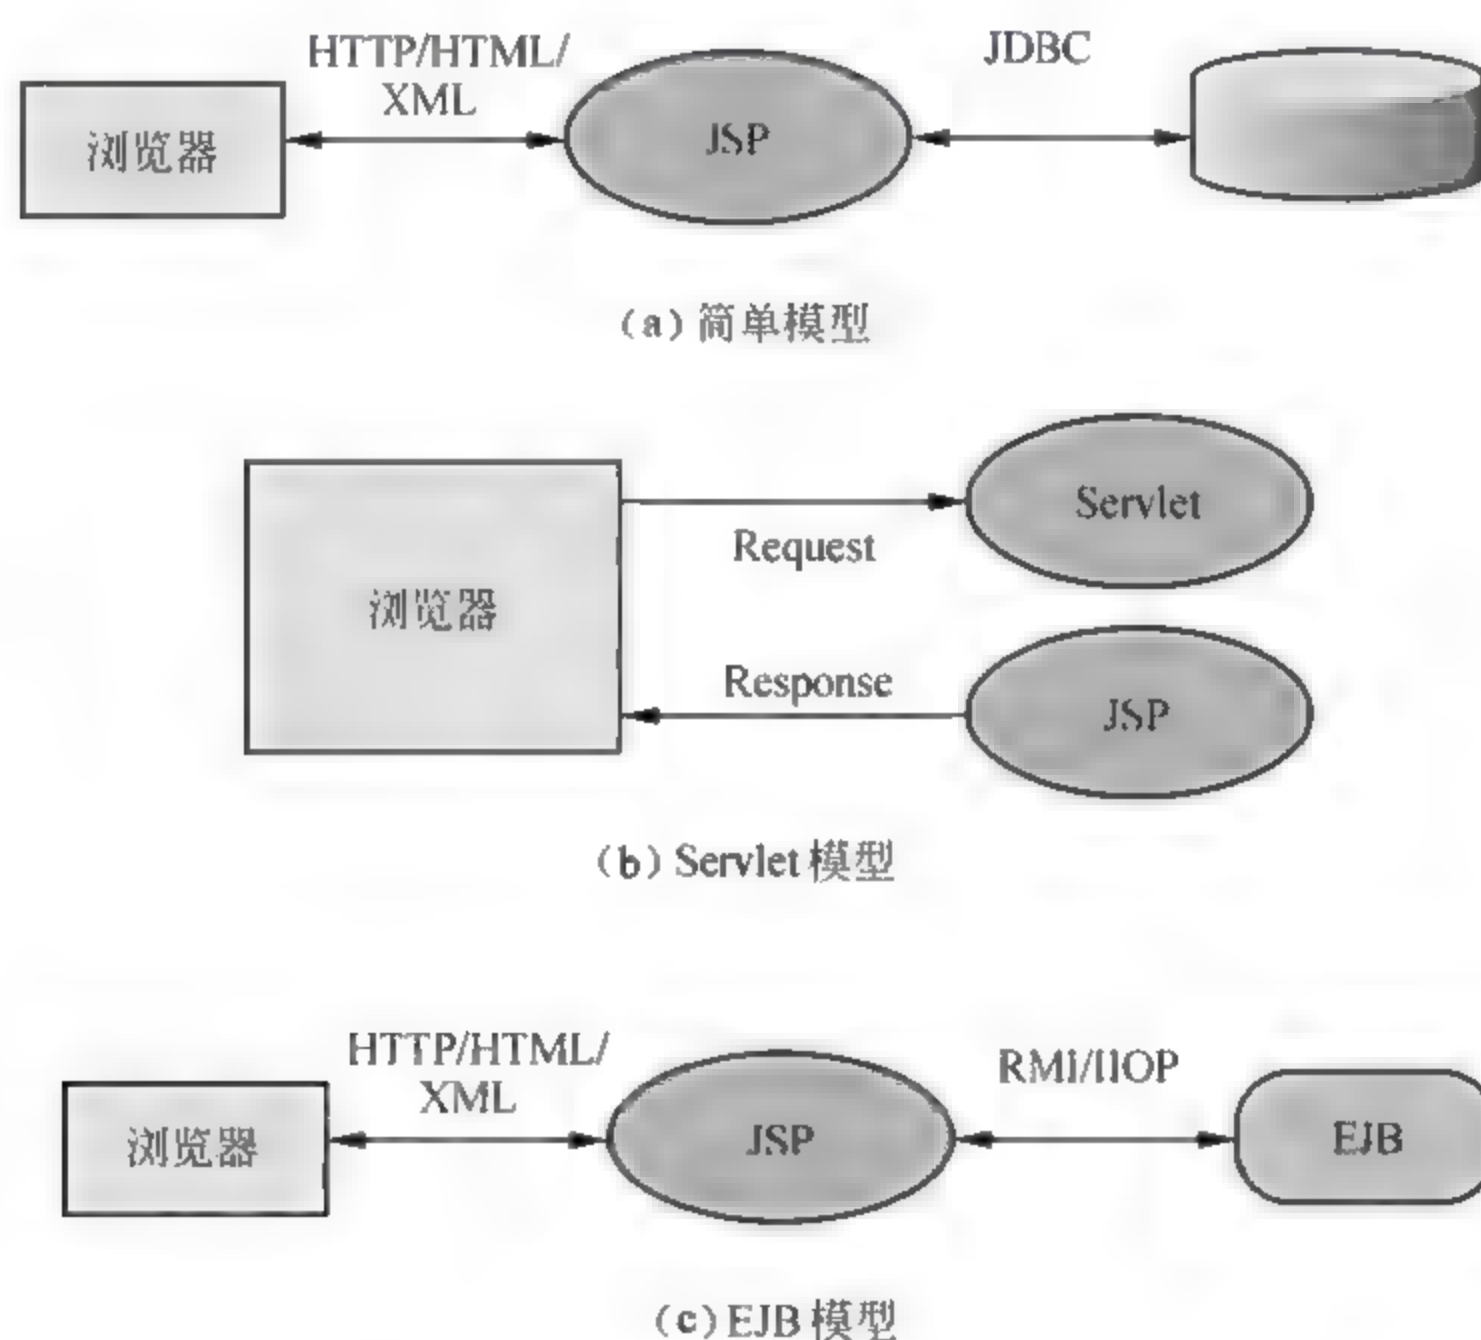 HTTP/HTML/
XML
JDBC
浏览器
JSP
(a) 简单模型
Servlet
Request
浏览器
Response
JSP
(b) Servlet 模型
HTTP/HTML/
XML
RMI/IIOP
浏览器
JSP
EJB
(c) EJB 模型